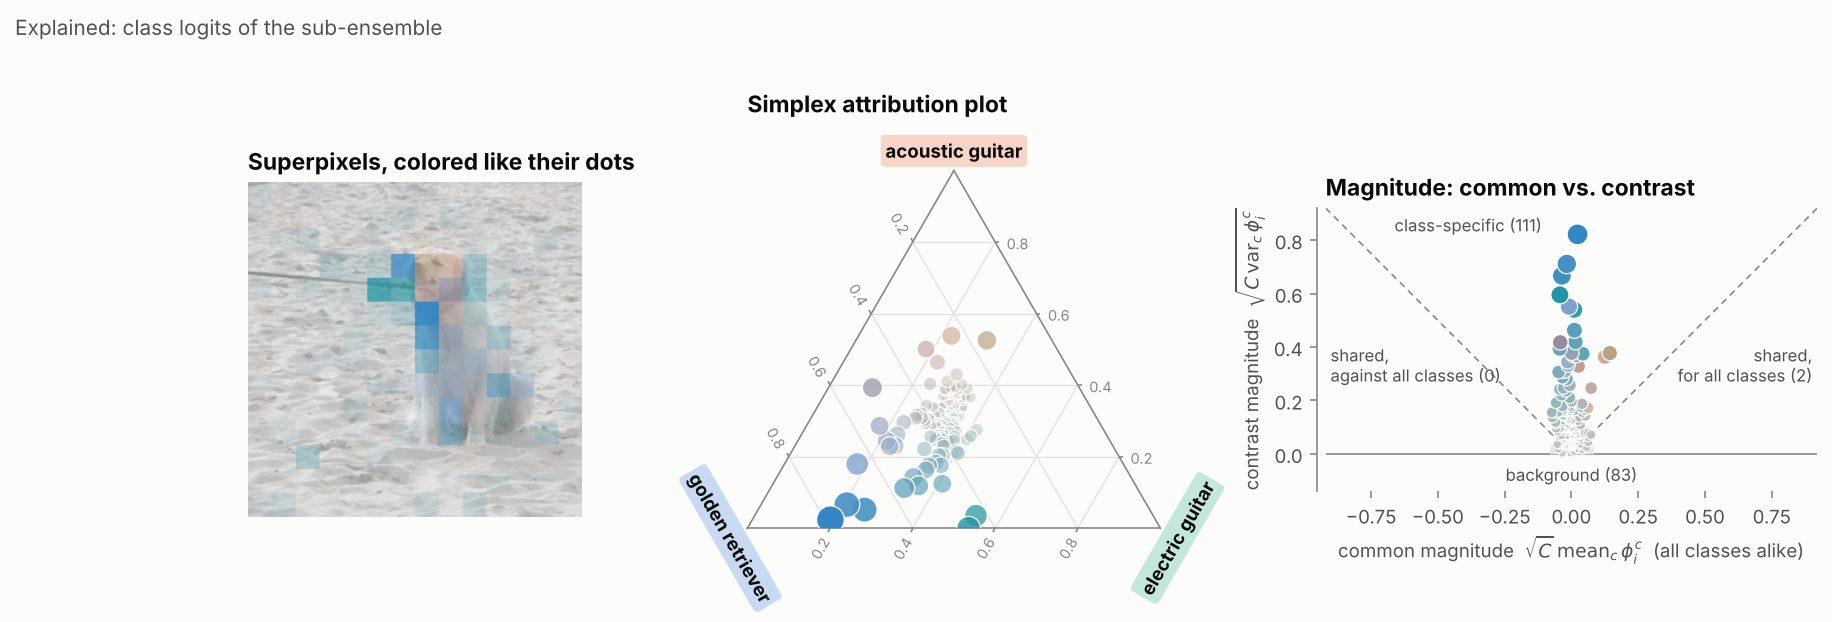 Explained: class logits of the sub-ensemble
Superpixels, colored like their dots
Simplex attribution plot
acoustic guitar
golden retriever
electric guitar
0.2
0.4
0.6
0.8
0.8
0.6
0.4
0.2
0.2
0.4
0.6
0.8
Magnitude: common vs. contrast
class-specific (111)
shared,
against all classes (0)
shared,
for all classes (2)
background (83)
contrast magnitude √C var_c ϕ_i^c
0.8
0.6
0.4
0.2
0.0
−0.75 −0.50 −0.25 0.00 0.25 0.50 0.75
common magnitude √C mean_c ϕ_i^c (all classes alike)